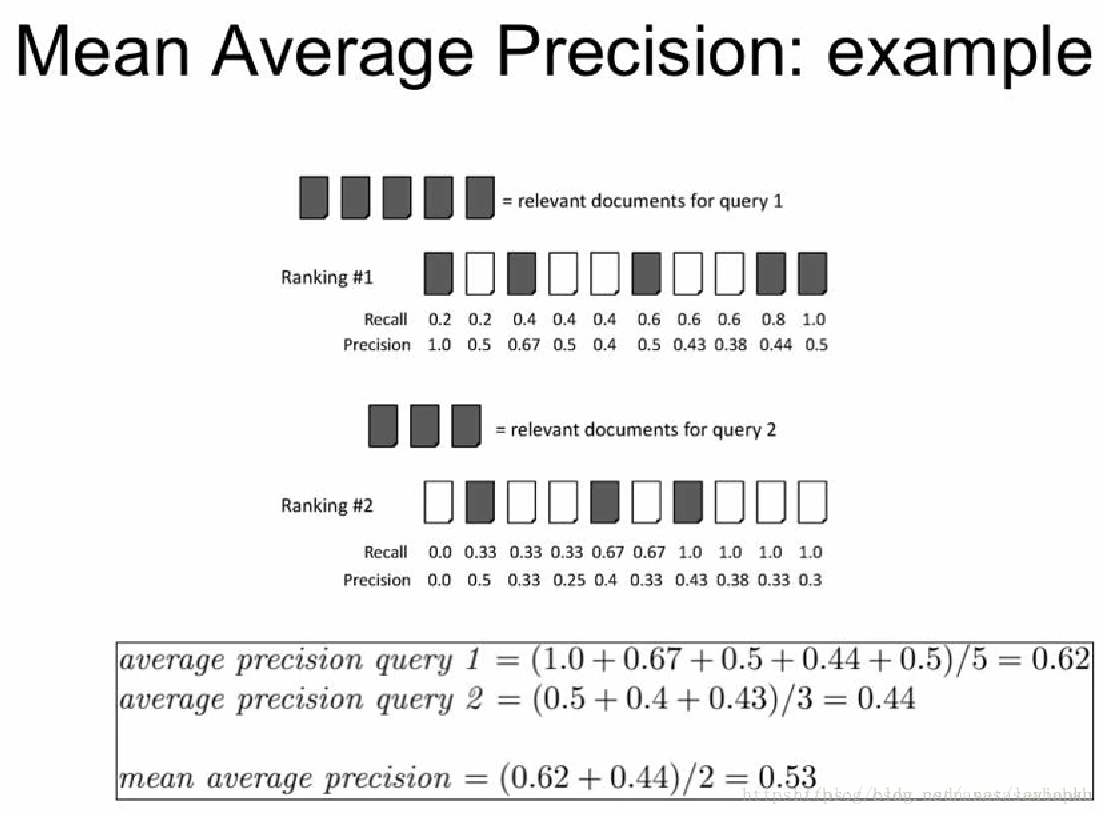 Mean Average Precision: example
= relevant documents for query 1
Ranking #1
Recall 0.2 0.2 0.4 0.4 0.4 0.6 0.6 0.6 0.8 1.0
Precision 1.0 0.5 0.67 0.5 0.4 0.5 0.43 0.38 0.44 0.5
= relevant documents for query 2
Ranking #2
Recall 0.0 0.33 0.33 0.33 0.67 0.67 1.0 1.0 1.0 1.0
Precision 0.0 0.5 0.33 0.25 0.4 0.33 0.43 0.38 0.33 0.3
average precision query 1 = (1.0 + 0.67 + 0.5 + 0.44 + 0.5)/5 = 0.62
average precision query 2 = (0.5 + 0.4 + 0.43)/3 = 0.44
mean average precision = (0.62 + 0.44)/2 = 0.53